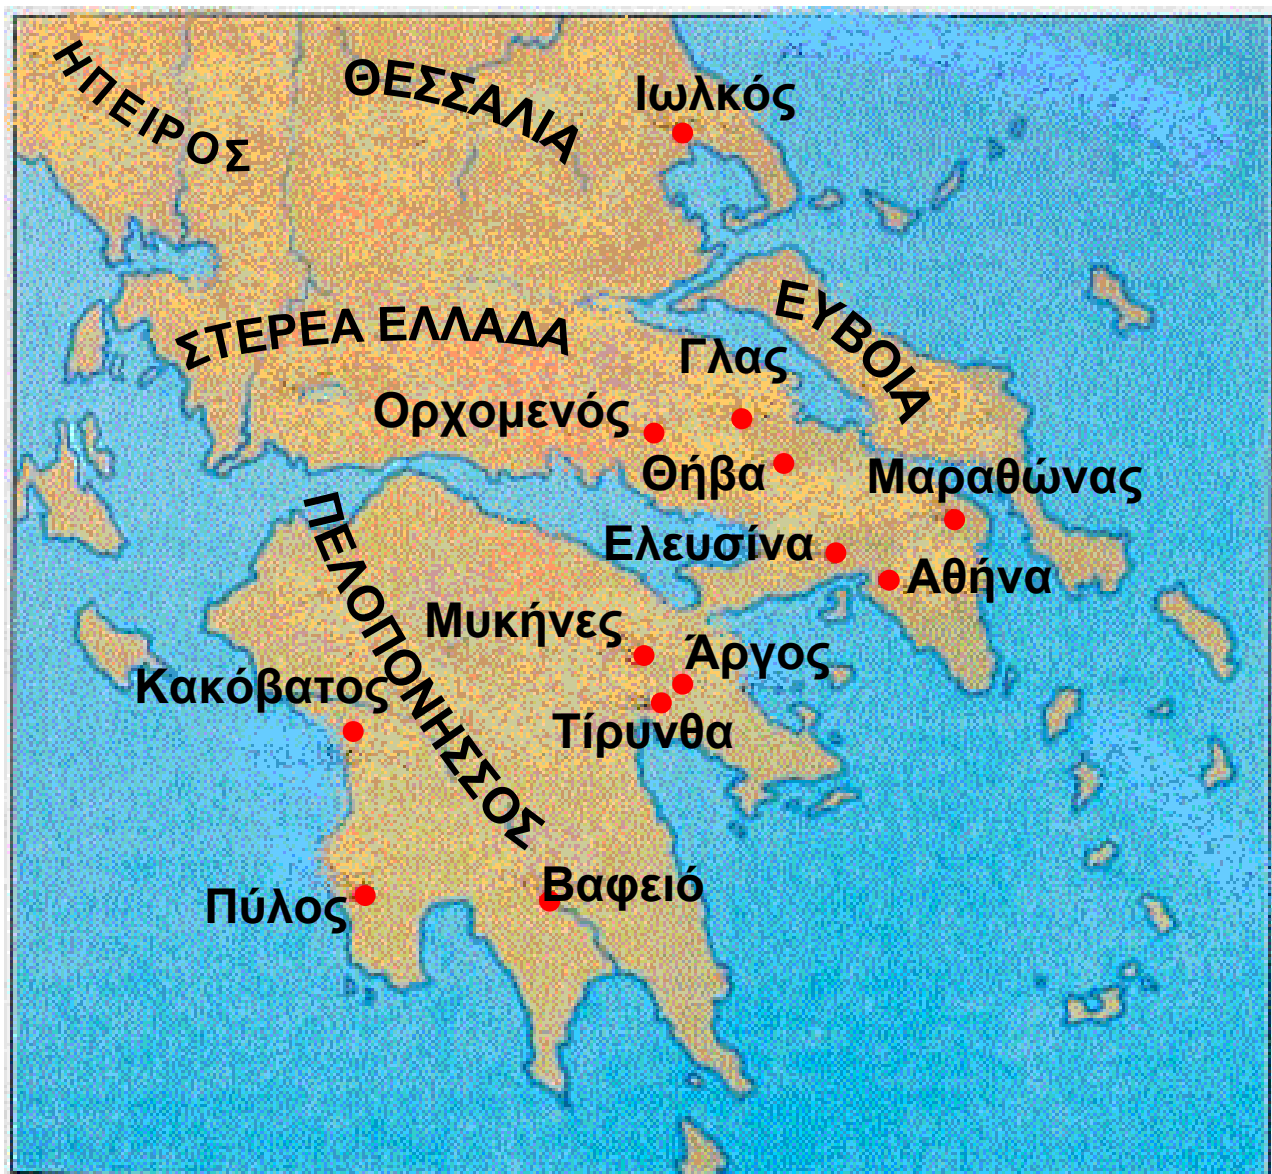 ΗΠΕΙΡΟΣ
ΘΕΣΣΑΛΙΑ
Ιωλκός
ΣΤΕΡΕΑ ΕΛΛΑΔΑ
ΕΥΒΟΙΑ
Γλας
Ορχομενός
Θήβα
Μαραθώνας
Ελευσίνα
Αθήνα
ΠΕΛΟΠΟΝΗΣΣΟΣ
Μυκήνες
Άργος
Κακόβατος
Τίρυνθα
Βαφειό
Πύλος